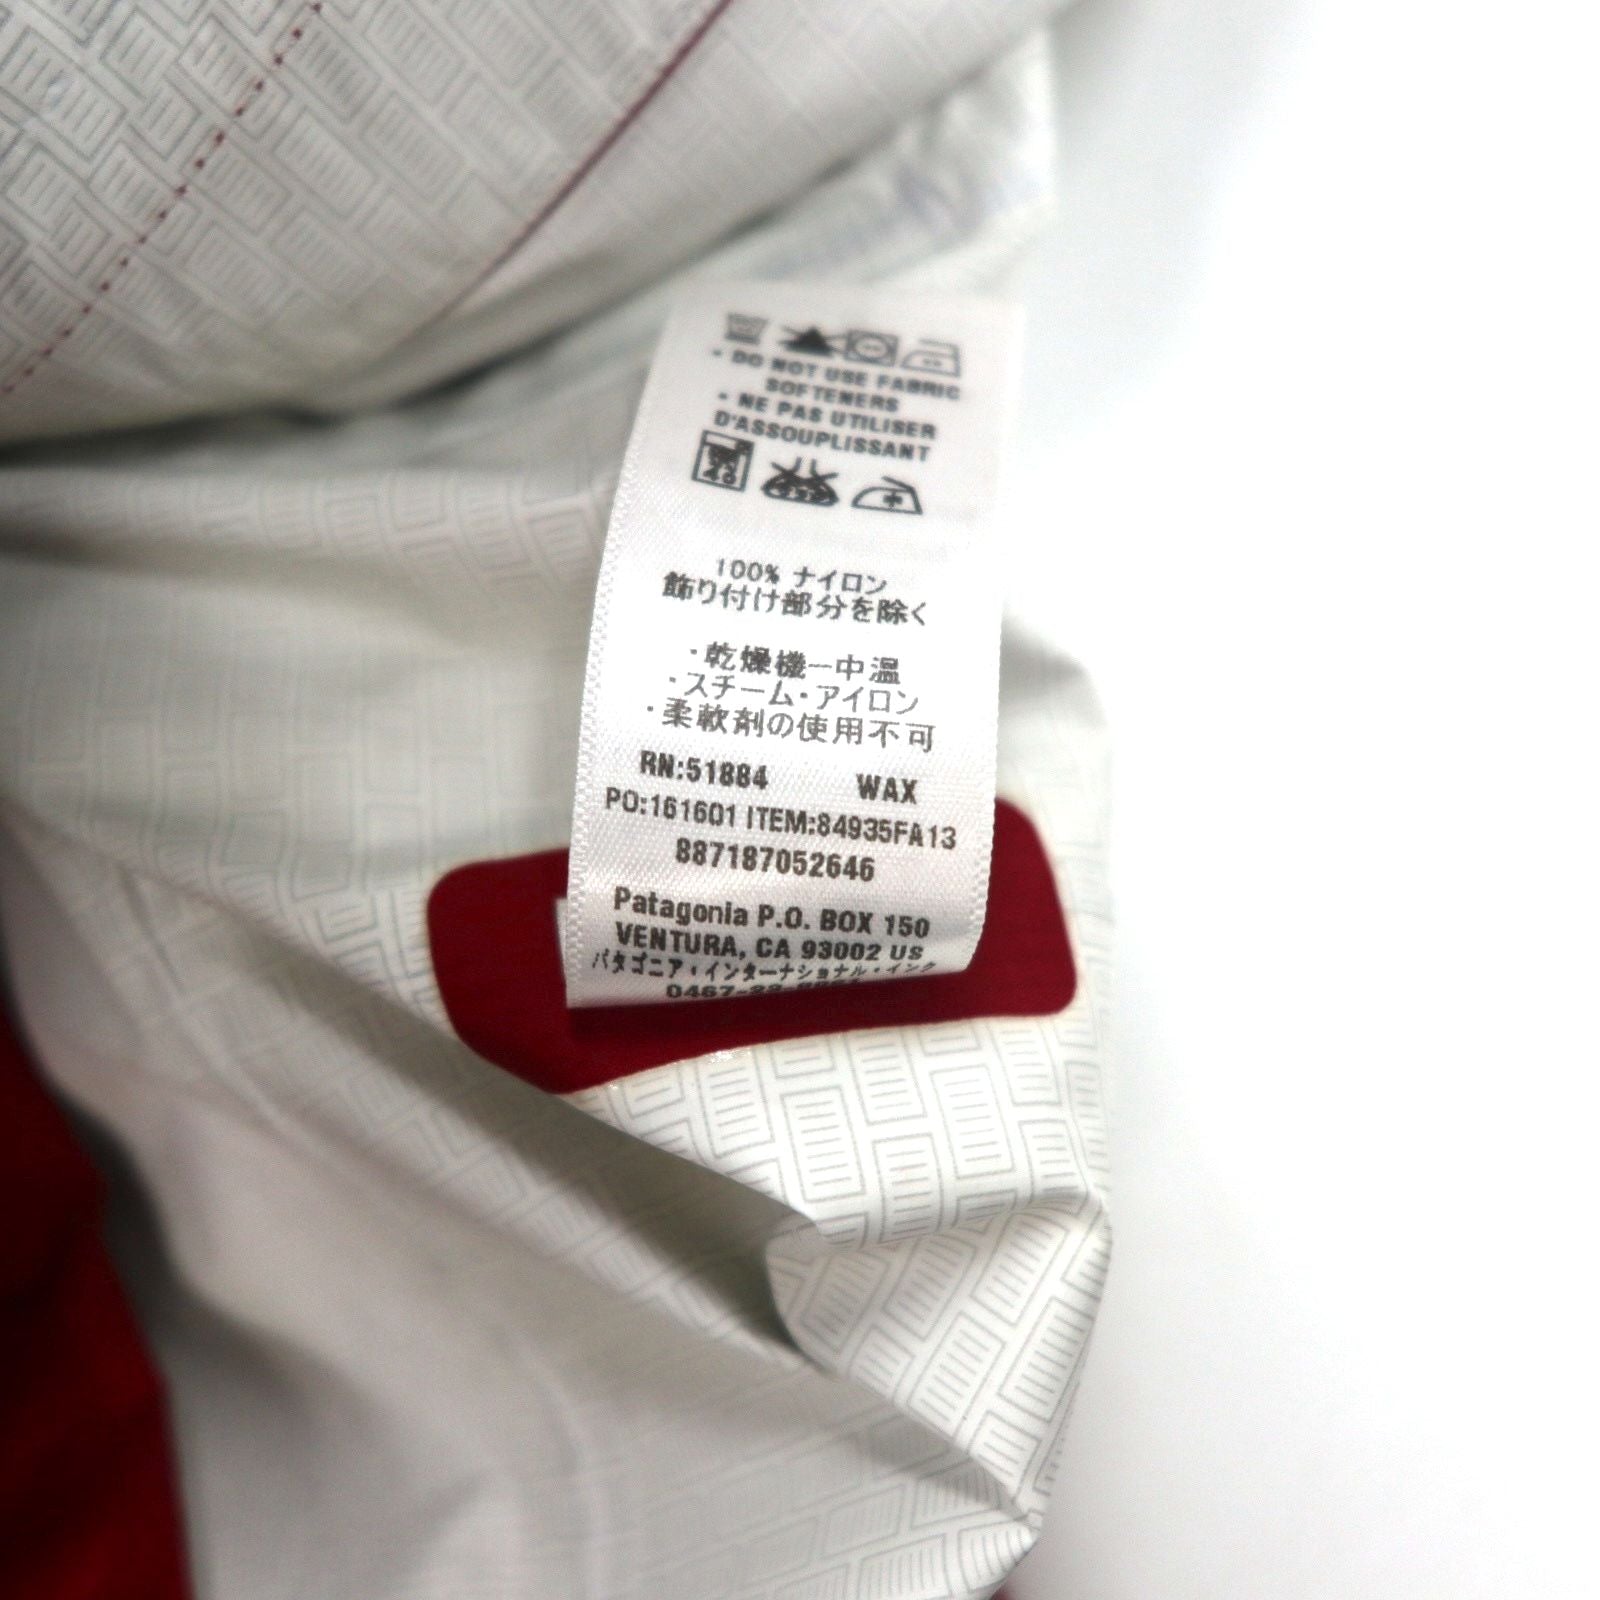 • DO NOT USE FABRIC
SOFTENERS
• NE PAS UTILISER
D'ASSOUPLISSANT
100% ナイロン
飾り付け部分を除く
・乾燥機ー中温
・スチーム・アイロン
・柔軟剤の使用不可
RN:51884 WAX
PO:161601 ITEM:84935FA13
887187052646
Patagonia P.O. BOX 150
VENTURA, CA 93002 US
パタゴニア・インターナショナル・インク
0467-23-